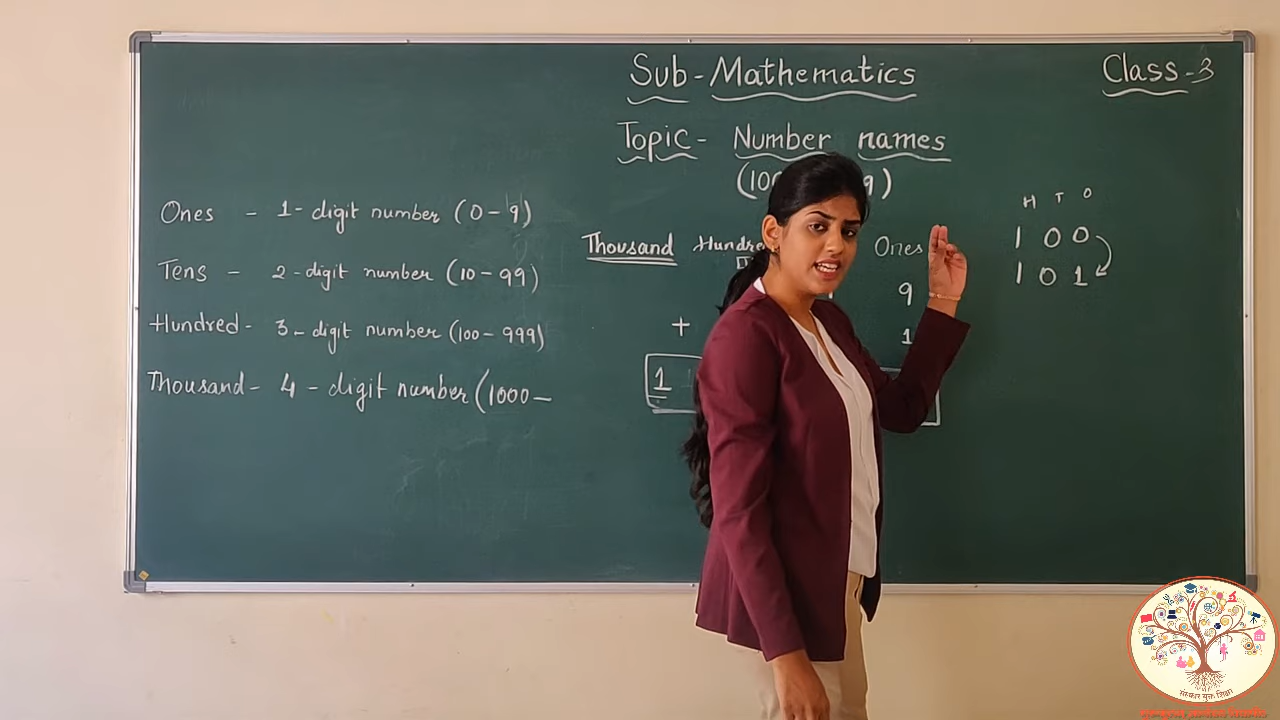 Sub-Mathematics
Class-3
Topic- Number names
Ones - 1- digit number (0-9)
Tens - 2-digit number (10-99)
Hundred- 3-digit number (100-999)
Thousand- 4-digit number (1000-
Thousand Ones
9
+ 1
1
H T O
1 0 0
1 0 1
संस्कार युक्त शिक्षा